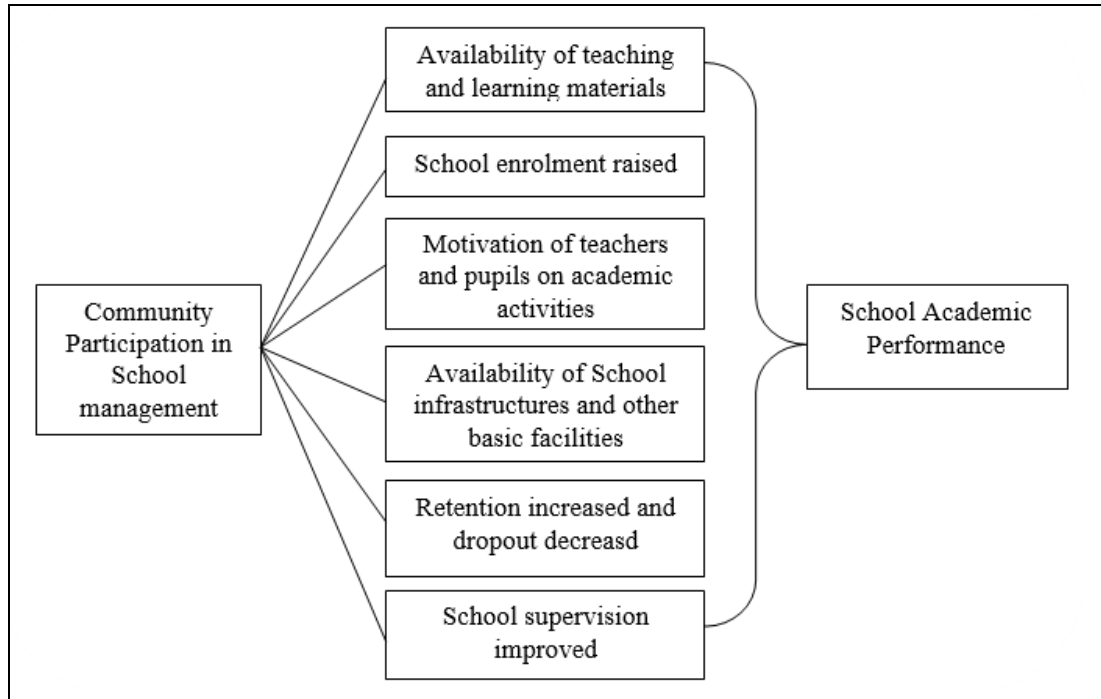 Community
Participation in
School
management
Availability of teaching
and learning materials
School enrolment raised
Motivation of teachers
and pupils on academic
activities
Availability of School
infrastructures and other
basic facilities
Retention increased and
dropout decreasd
School supervision
improved
School Academic
Performance